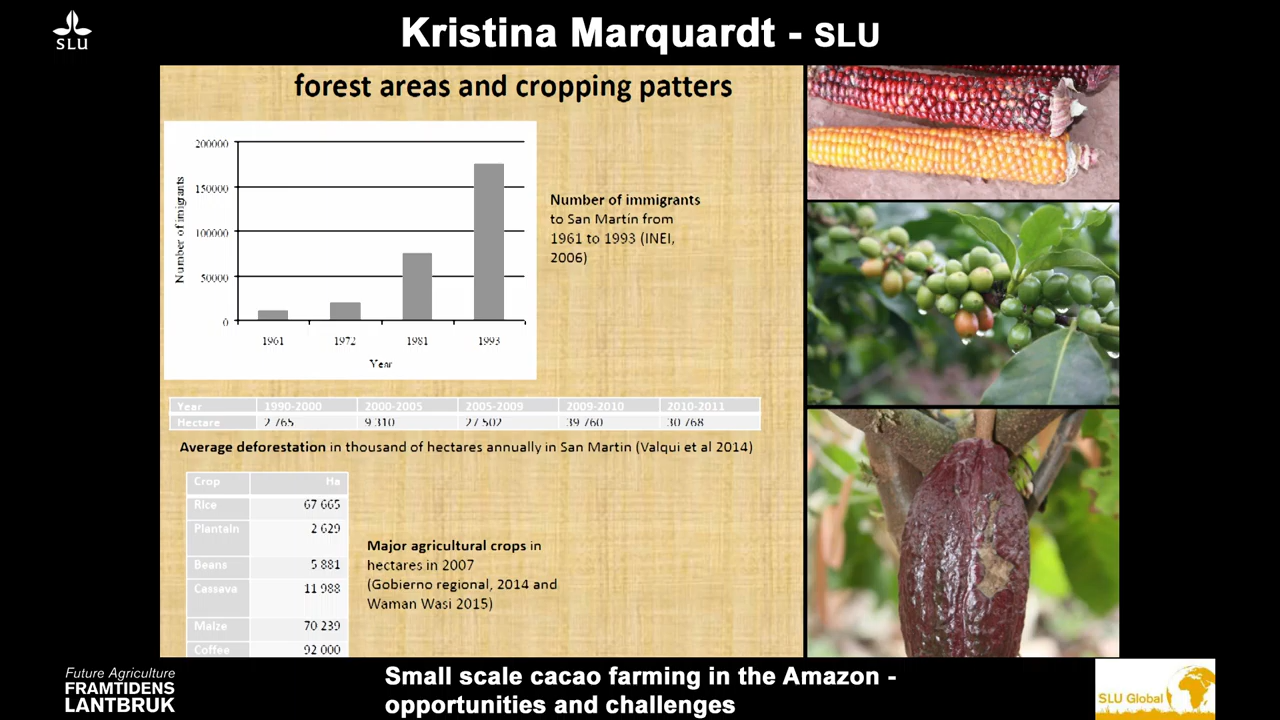 SLU
Kristina Marquardt - SLU
forest areas and cropping patters
200000
150000
100000
50000
0
Number of imigrants
1961 1972 1981 1993
Year
Number of immigrants
to San Martín from
1961 to 1993 (INEI,
2006)
Year 1990-2000 2000-2005 2005-2009 2009-2010 2010-2011
Hectare 2 765 9 310 27 502 39 760 30 768
Average deforestation in thousand of hectares annually in San Martin (Valqui et al 2014)
Crop Ha
Rice 67 665
Plantain 2 629
Beans 5 881
Cassava 11 988
Maize 70 239
Coffee 92 000
Major agricultural crops in
hectares in 2007
(Gobierno regional, 2014 and
Waman Wasi 2015)
Future Agriculture
FRAMTIDENS
LANTBRUK
Small scale cacao farming in the Amazon -
opportunities and challenges
SLU Global